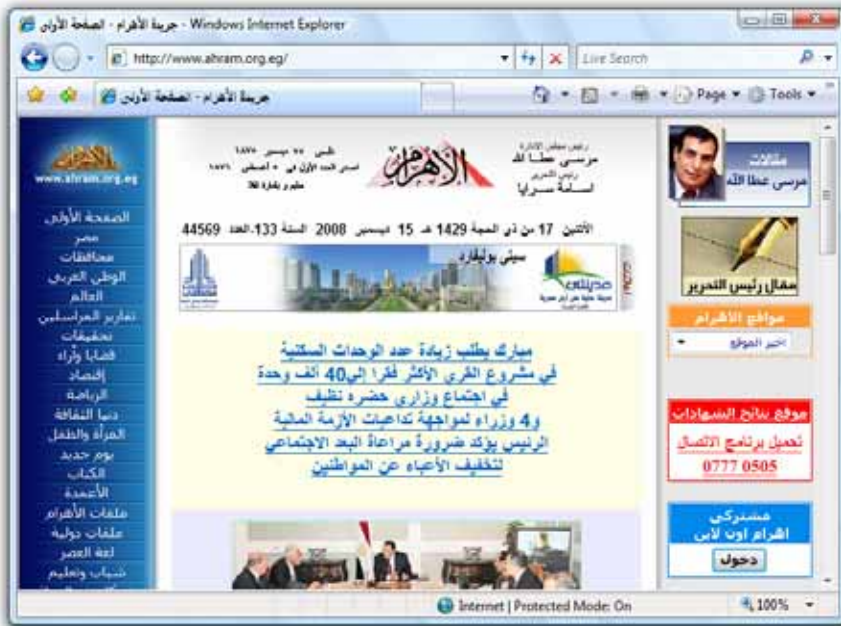 جريدة الأهرام - الصفحة الأولى - Windows Internet Explorer
http://www.ahram.org.eg/
Live Search
جريدة الأهرام - الصفحة الأولى
Page
Tools
www.ahram.org.eg
الصفحة الأولى
مصر
محافظات
الوطن العربي
العالم
تقارير المراسلين
تحقيقات
قضايا وآراء
إقتصاد
الرياضة
دنيا الثقافة
المرأة والطفل
يوم جديد
الكتاب
الأعمدة
ملفات الأهرام
ملفات دولية
لغة العصر
شباب وتعليم
الأهرام
رئيس مجلس الادارة
مرسى عطا الله
رئيس التحرير
أسامة سرايا
الأثنين 17 من ذي الحجة 1429 هـ 15 ديسمبر 2008 السنة 133-العدد 44569
سيتي بوليفارد
مدينتي
مبارك يطلب زيادة عدد الوحدات السكنية
في مشروع القرى الأكثر فقرا إلي40 ألف وحدة
في اجتماع وزاري حضره نظيف
و4 وزراء لمواجهة تداعيات الأزمة المالية
الرئيس يؤكد ضرورة مراعاة البعد الاجتماعي
لتخفيف الأعباء عن المواطنين
مقالات
مرسى عطا الله
مقال رئيس التحرير
مواقع الأهرام
اختر الموقع
موقع نتائج الشهادات
تحميل برنامج الاتصال
0777 0505
مشتركى
اهرام اون لاين
دخول
Internet | Protected Mode: On
100%